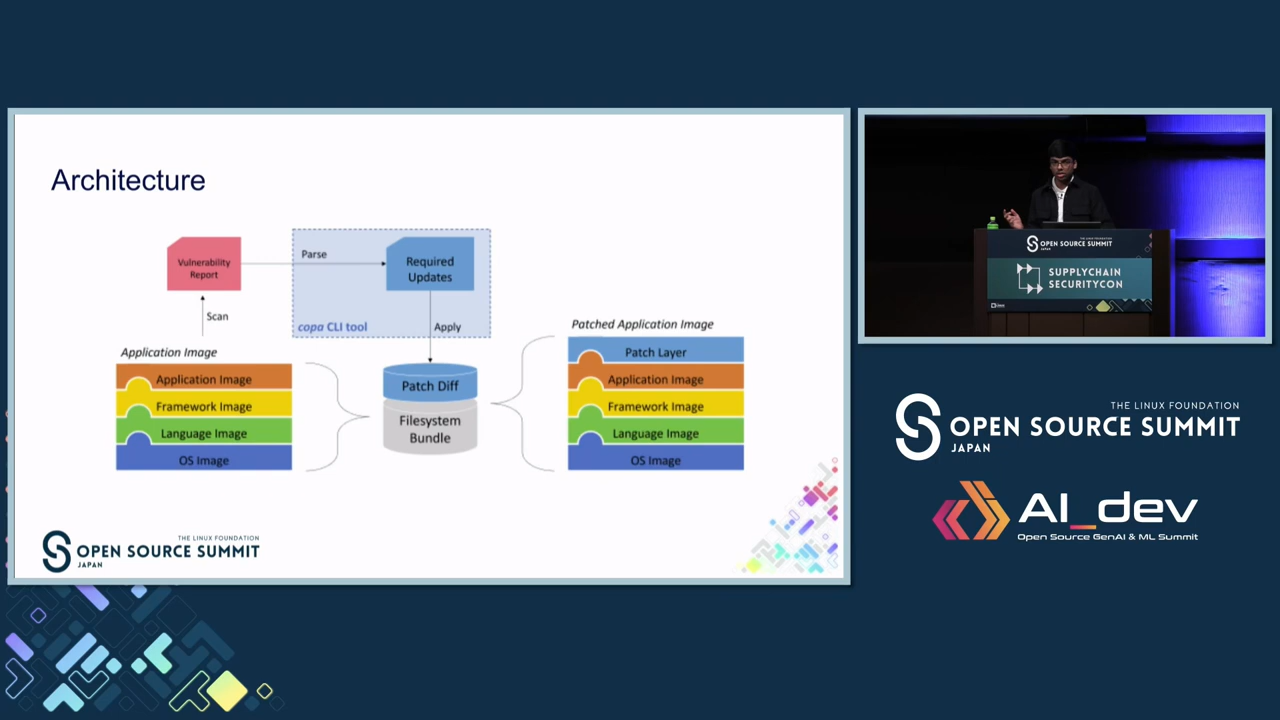 Architecture
Vulnerability
Report
Parse
Required
Updates
Scan
copa CLI tool
Apply
Application Image
Application Image
Framework Image
Language Image
OS Image
Patch Diff
Filesystem
Bundle
Patched Application Image
Patch Layer
Application Image
Framework Image
Language Image
OS Image
THE LINUX FOUNDATION
OPEN SOURCE SUMMIT
JAPAN
OPEN SOURCE SUMMIT
SUPPLYCHAIN
SECURITYCON
THE LINUX FOUNDATION
OPEN SOURCE SUMMIT
JAPAN
AI_dev
Open Source GenAI & ML Summit